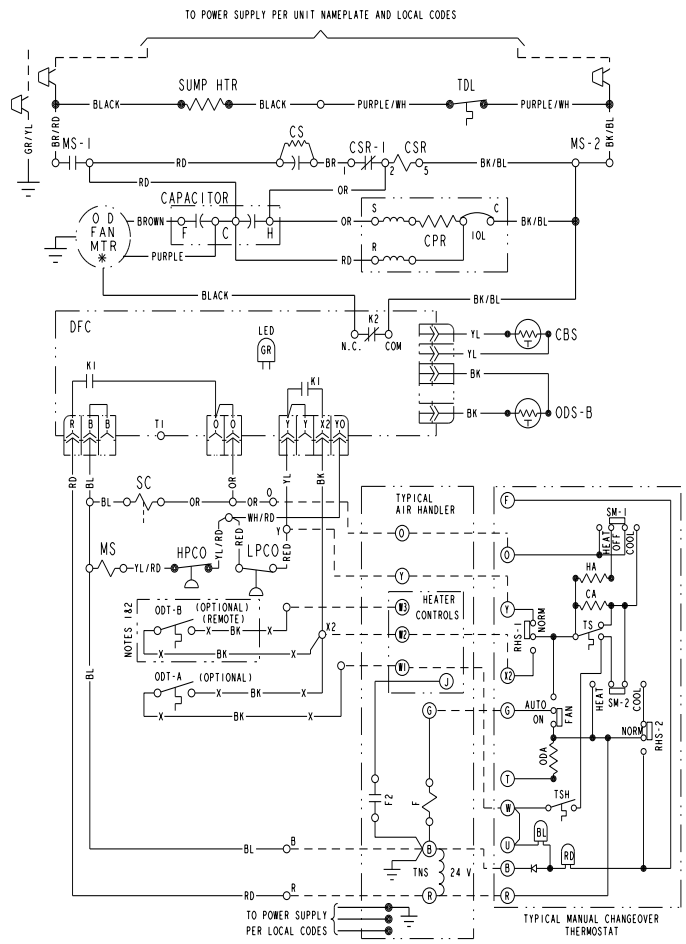 TO POWER SUPPLY PER UNIT NAMEPLATE AND LOCAL CODES
SUMP HTR
TDL
BLACK
BLACK
PURPLE/WH
PURPLE/WH
GR/YL
BR/RD
BK/BL
MS-1
CS
CSR-1
CSR
MS-2
RD
BR
1
2
5
BK/BL
RD
OR
CAPACITOR
O D
FAN
MTR
*
BROWN
F
C
H
OR
S
C
CPR
IOL
BK/BL
PURPLE
R
RD
BLACK
BK/BL
DFC
LED
GR
K2
N.C.
COM
YL
CBS
YL
BK
BK
ODS-B
K1
K1
R
B
B
T1
O
O
Y
Y
X2
YO
RD
BL
OR
YL
BK
SC
BL
OR
OR
O
WH/RD
Y
MS
YL/RD
HPCO
YL/RD
RED
LPCO
RED
TYPICAL
AIR HANDLER
O
Y
HEATER
CONTROLS
W3
W2
W1
J
G
F2
F
B
TNS
24 V
R
NOTES 1&2
ODT-B
(OPTIONAL)
(REMOTE)
X
BK
X
X
BK
X
X2
ODT-A
(OPTIONAL)
X
BK
X
X
BK
X
BL
BL
B
RD
R
TO POWER SUPPLY
PER LOCAL CODES
F
SM-1
HEAT
OFF
COOL
O
HA
CA
Y
RHS-1
NORM
TS
X2
HEAT
SM-2
COOL
G
AUTO
ON
FAN
NORM
RHS-2
ODA
T
TSH
W
BL
U
RD
B
R
TYPICAL MANUAL CHANGEOVER
THERMOSTAT